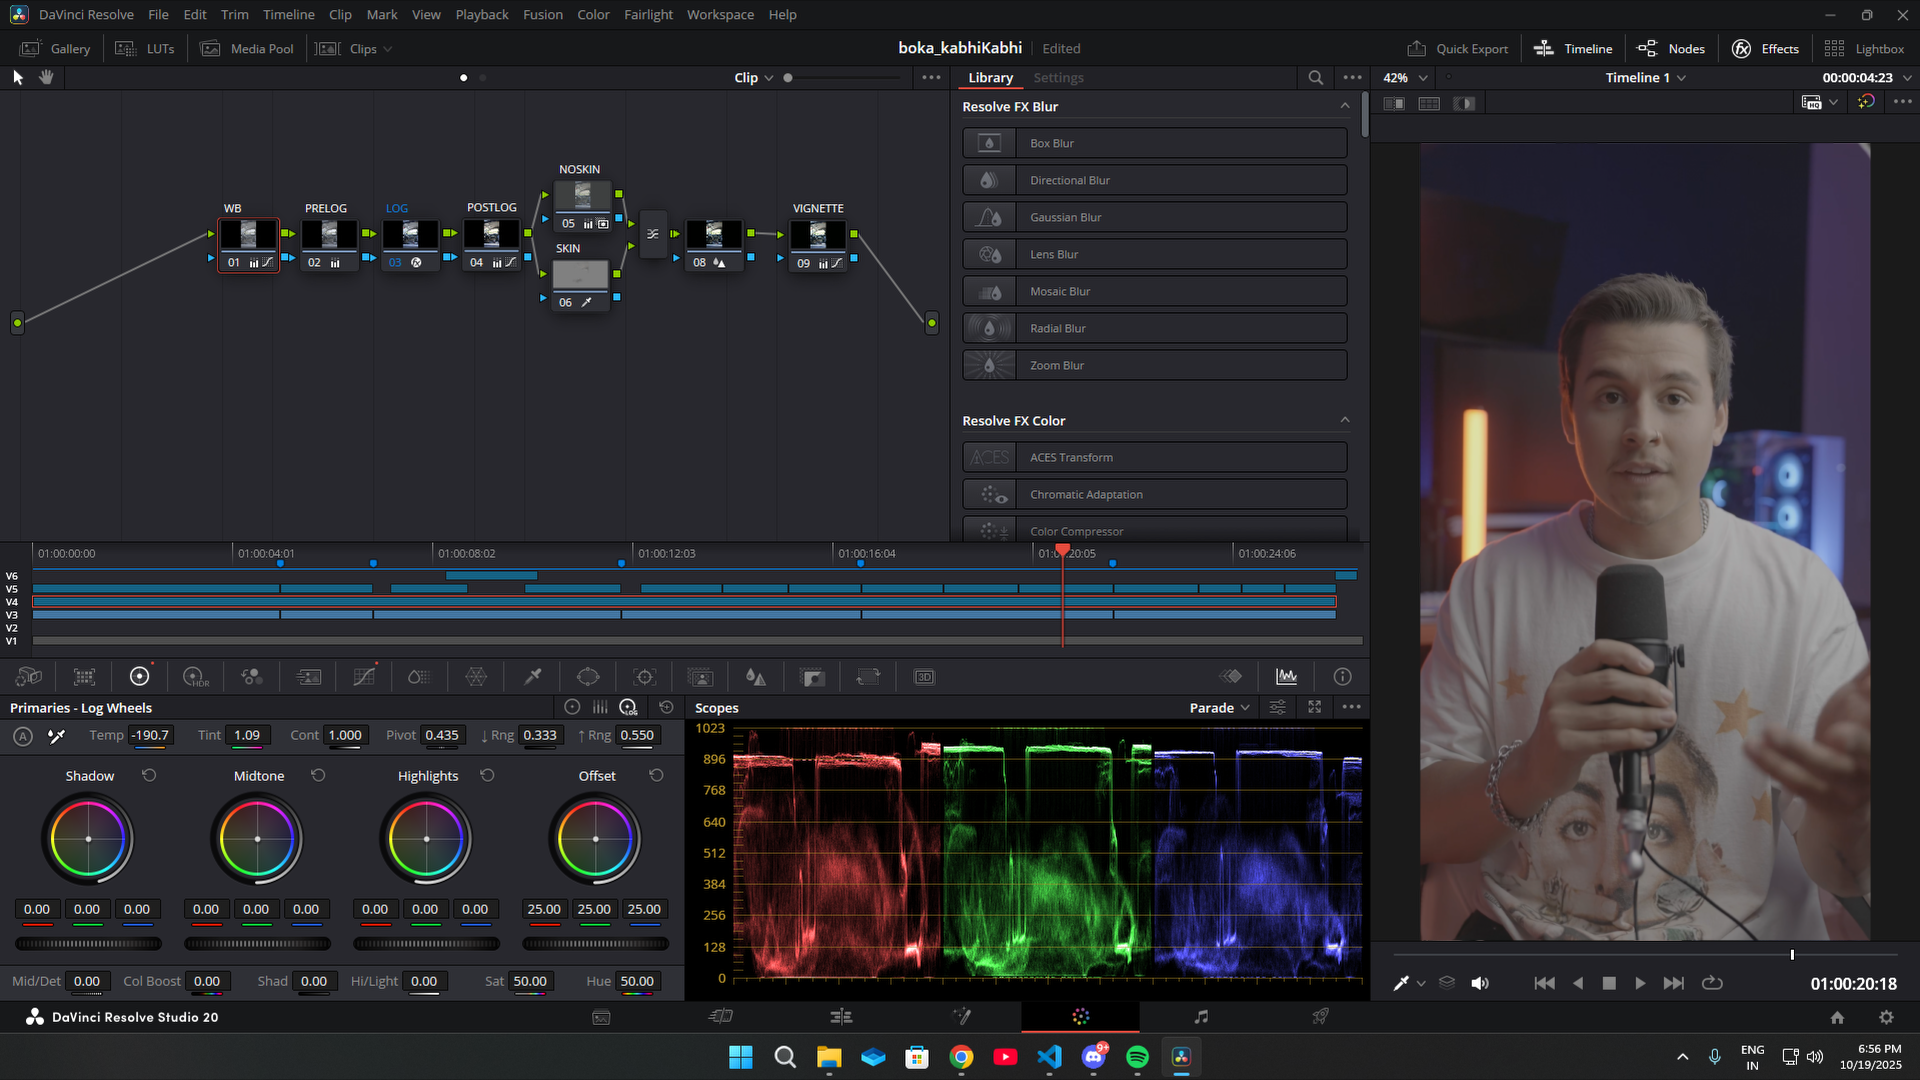 DaVinci Resolve File Edit Trim Timeline Clip Mark View Playback Fusion Color Fairlight Workspace Help
Gallery LUTs Media Pool Clips boka_kabhiKabhi Edited Quick Export Timeline Nodes Effects Lightbox
Clip Library Settings 42% Timeline 1 00:00:04:23
Resolve FX Blur
Box Blur
Directional Blur
Gaussian Blur
Lens Blur
Mosaic Blur
Radial Blur
Zoom Blur
Resolve FX Color
ACES ACES Transform
Chromatic Adaptation
Color Compressor
HQ
NOSKIN
WB PRELOG LOG POSTLOG VIGNETTE
05
SKIN
01 02 03 fx 04 08 09
06
01:00:00:00 01:00:04:01 01:00:08:02 01:00:12:03 01:00:16:04 01:00:20:05 01:00:24:06
V6
V5
V4
V3
V2
V1
HDR 3D
Primaries - Log Wheels LOG Scopes Parade
A Temp -190.7 Tint 1.09 Cont 1.000 Pivot 0.435 ↓ Rng 0.333 ↑ Rng 0.550
Shadow Midtone Highlights Offset
0.00 0.00 0.00 0.00 0.00 0.00 0.00 0.00 0.00 25.00 25.00 25.00
Mid/Det 0.00 Col Boost 0.00 Shad 0.00 Hi/Light 0.00 Sat 50.00 Hue 50.00
1023
896
768
640
512
384
256
128
0
01:00:20:18
DaVinci Resolve Studio 20
9+
ENG
IN
6:56 PM
10/19/2025